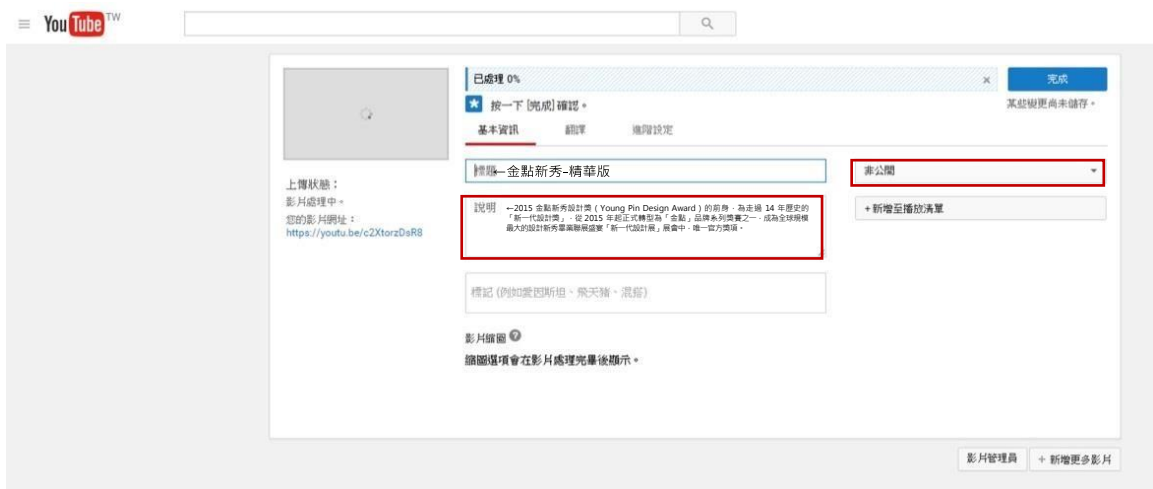 YouTube TW
已處理 0%
×
完成
按一下 [完成] 確認。
某些變更尚未儲存。
基本資訊
翻譯
進階設定
標題←金點新秀-精華版
非公開
上傳狀態：
影片處理中。
您的影片網址：
https://youtu.be/c2XtorzDsR8
說明 ←2015 金點新秀設計獎 ( Young Pin Design Award ) 的前身，為走過 14 年歷史的
「新一代設計獎」，從 2015 年起正式轉型為「金點」品牌系列獎賽之一，成為全球規模
最大的設計新秀畢業聯展盛宴「新一代設計展」展會中，唯一官方獎項。
+ 新增至播放清單
標記 (例如愛因斯坦、飛天豬、混搭)
影片縮圖 ?
縮圖選項會在影片處理完畢後顯示。
影片管理員
+ 新增更多影片